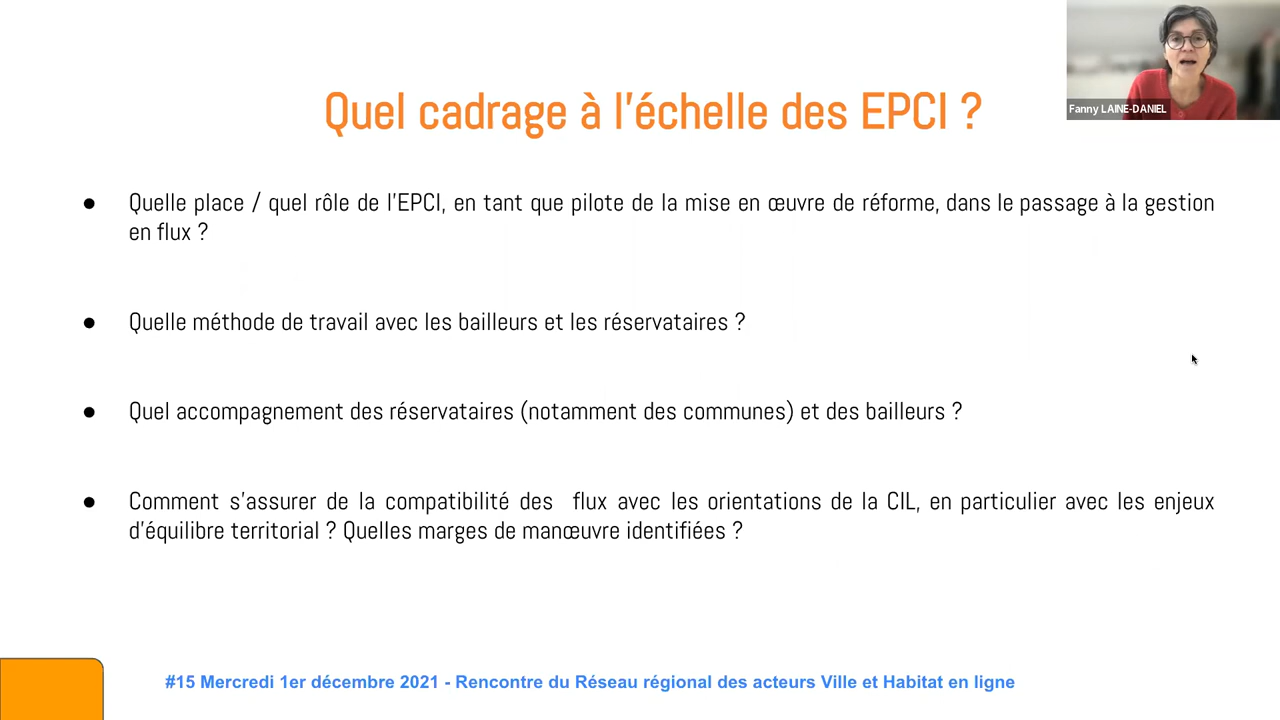 Quel cadrage à l'échelle des EPCI ?
Fanny LAINE-DANIEL
● Quelle place / quel rôle de l'EPCI, en tant que pilote de la mise en œuvre de réforme, dans le passage à la gestion
en flux ?
● Quelle méthode de travail avec les bailleurs et les réservataires ?
● Quel accompagnement des réservataires (notamment des communes) et des bailleurs ?
● Comment s'assurer de la compatibilité des flux avec les orientations de la CIL, en particulier avec les enjeux
d'équilibre territorial ? Quelles marges de manœuvre identifiées ?
#15 Mercredi 1er décembre 2021 - Rencontre du Réseau régional des acteurs Ville et Habitat en ligne